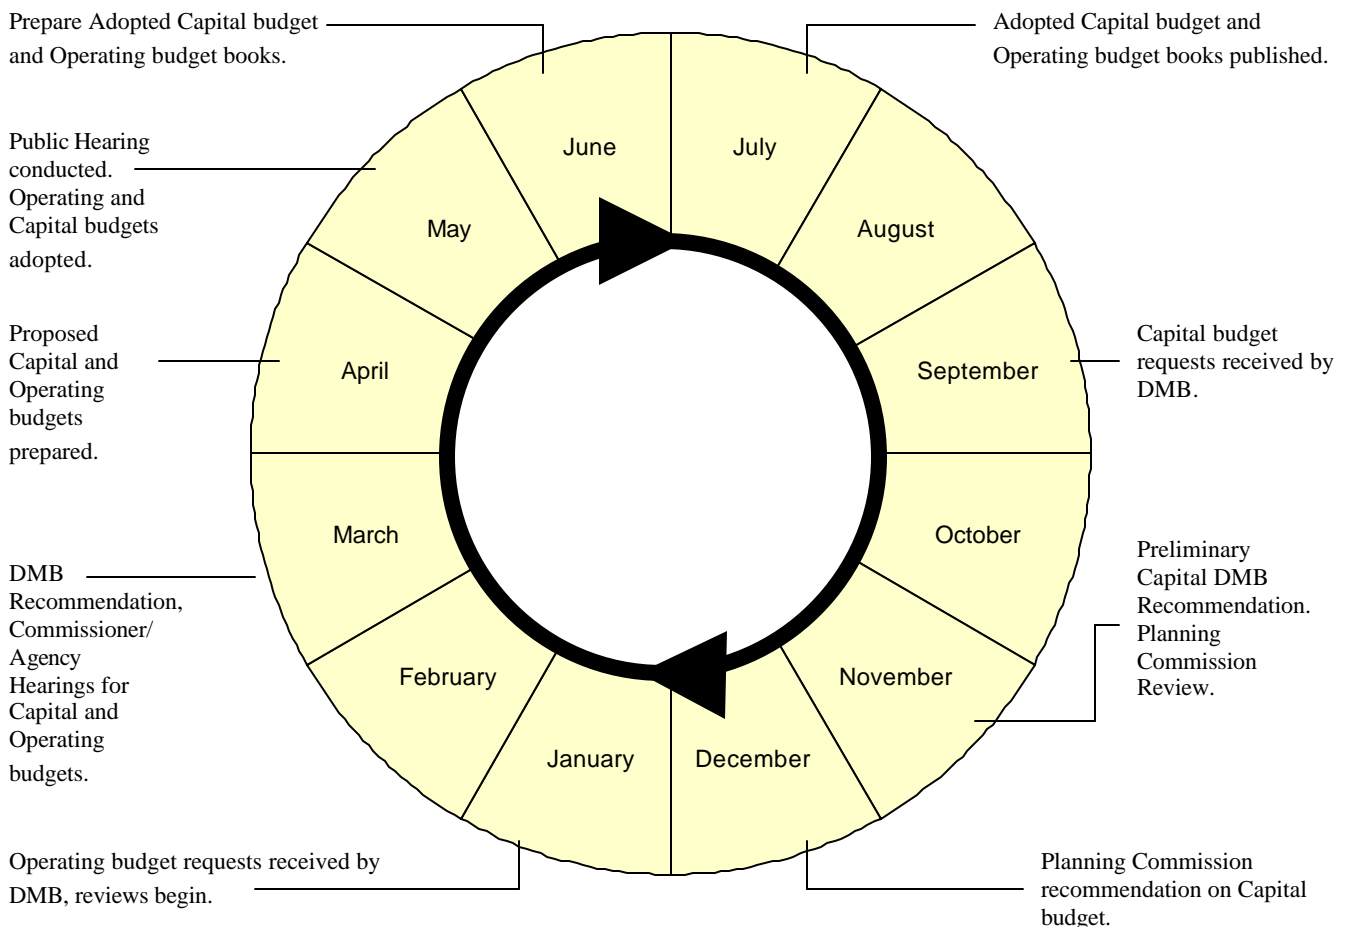 Prepare Adopted Capital budget
and Operating budget books.
Adopted Capital budget and
Operating budget books published.
Public Hearing
conducted.
Operating and
Capital budgets
adopted.
Proposed
Capital and
Operating
budgets
prepared.
DMB
Recommendation,
Commissioner/
Agency
Hearings for
Capital and
Operating
budgets.
Operating budget requests received by
DMB, reviews begin.
June
July
May
August
April
September
March
October
February
November
January
December
Capital budget
requests received by
DMB.
Preliminary
Capital DMB
Recommendation.
Planning
Commission
Review.
Planning Commission
recommendation on Capital
budget.